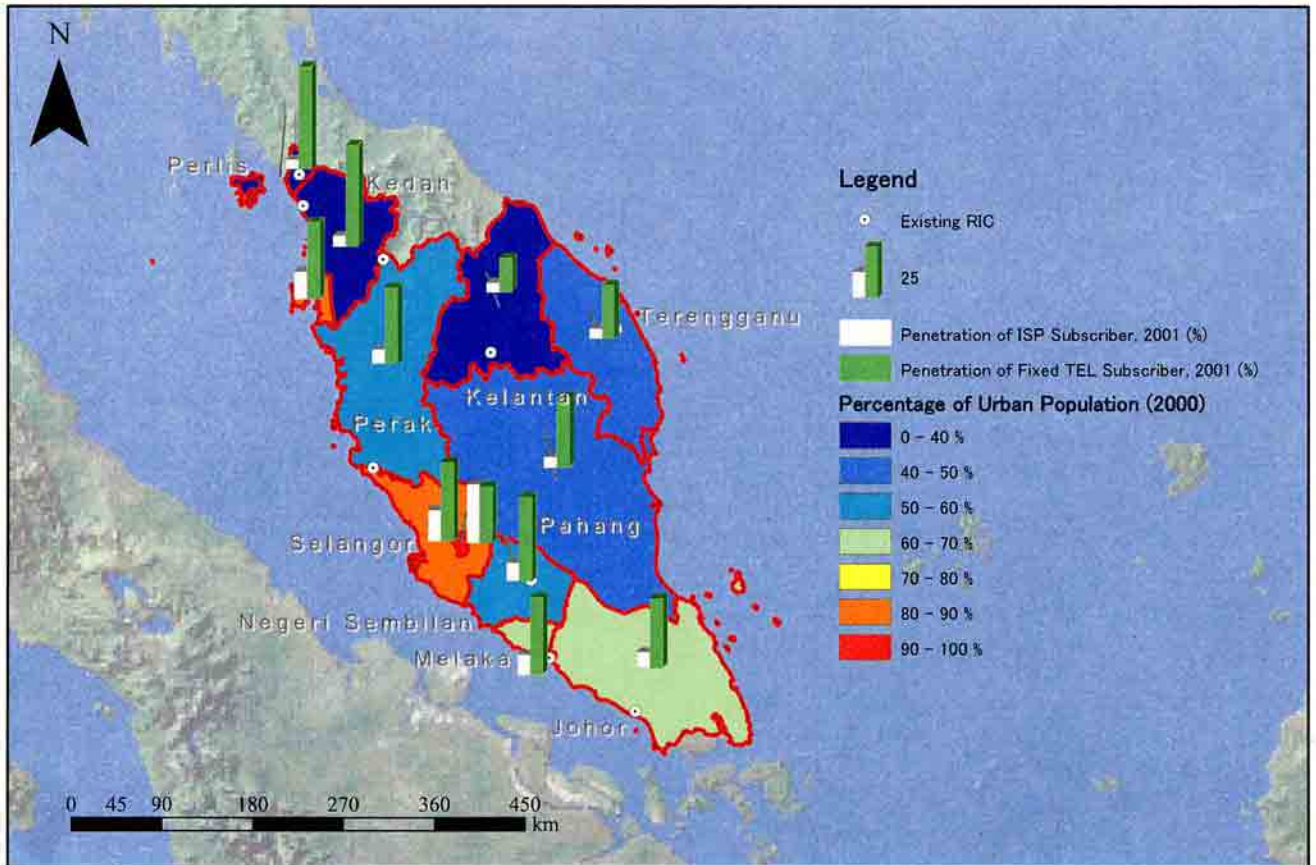 N
Perlis
Kedah
Terengganu
Kelantan
Perak
Pahang
Selangor
Negeri Sembilan
Melaka
Johor
Legend
Existing RIC
25
Penetration of ISP Subscriber, 2001 (%)
Penetration of Fixed TEL Subscriber, 2001 (%)
Percentage of Urban Population (2000)
0 - 40 %
40 - 50 %
50 - 60 %
60 - 70 %
70 - 80 %
80 - 90 %
90 - 100 %
0 45 90 180 270 360 450
km